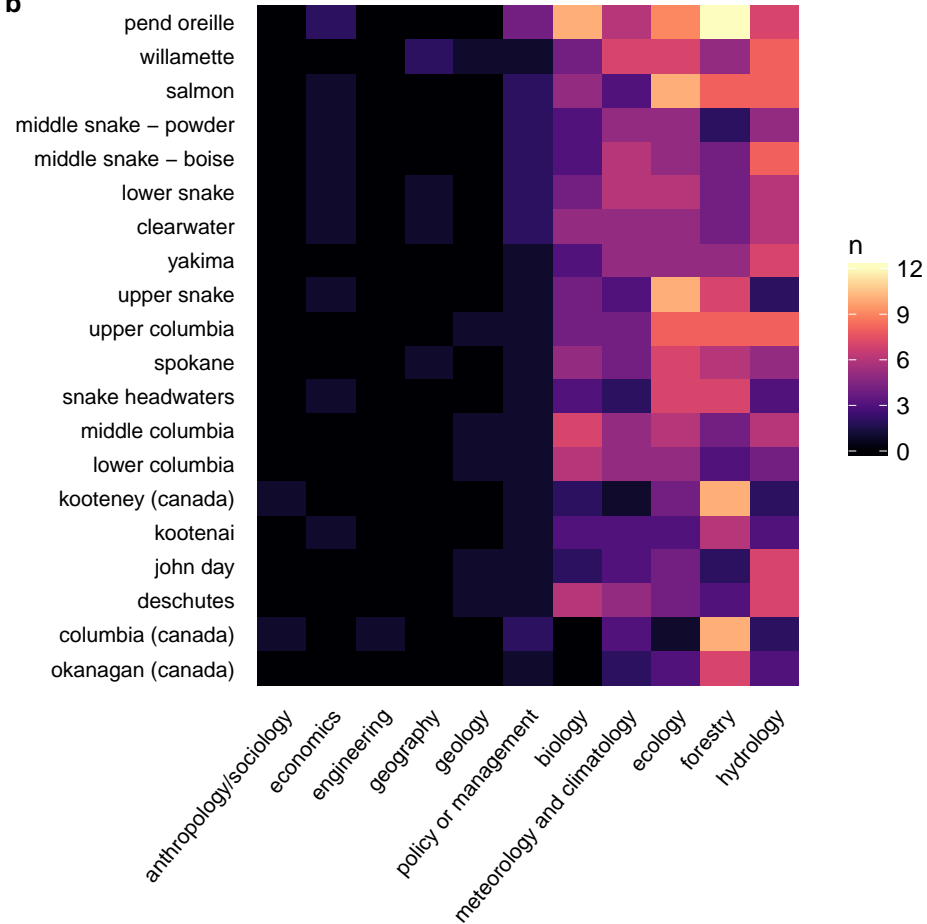 b
pend oreille
willamette
salmon
middle snake − powder
middle snake − boise
lower snake
clearwater
yakima
upper snake
upper columbia
spokane
snake headwaters
middle columbia
lower columbia
kooteney (canada)
kootenai
john day
deschutes
columbia (canada)
okanagan (canada)
anthropology/sociology
economics
engineering
geography
geology
policy or management
biology
meteorology and climatology
ecology
forestry
hydrology
n
12
9
6
3
0